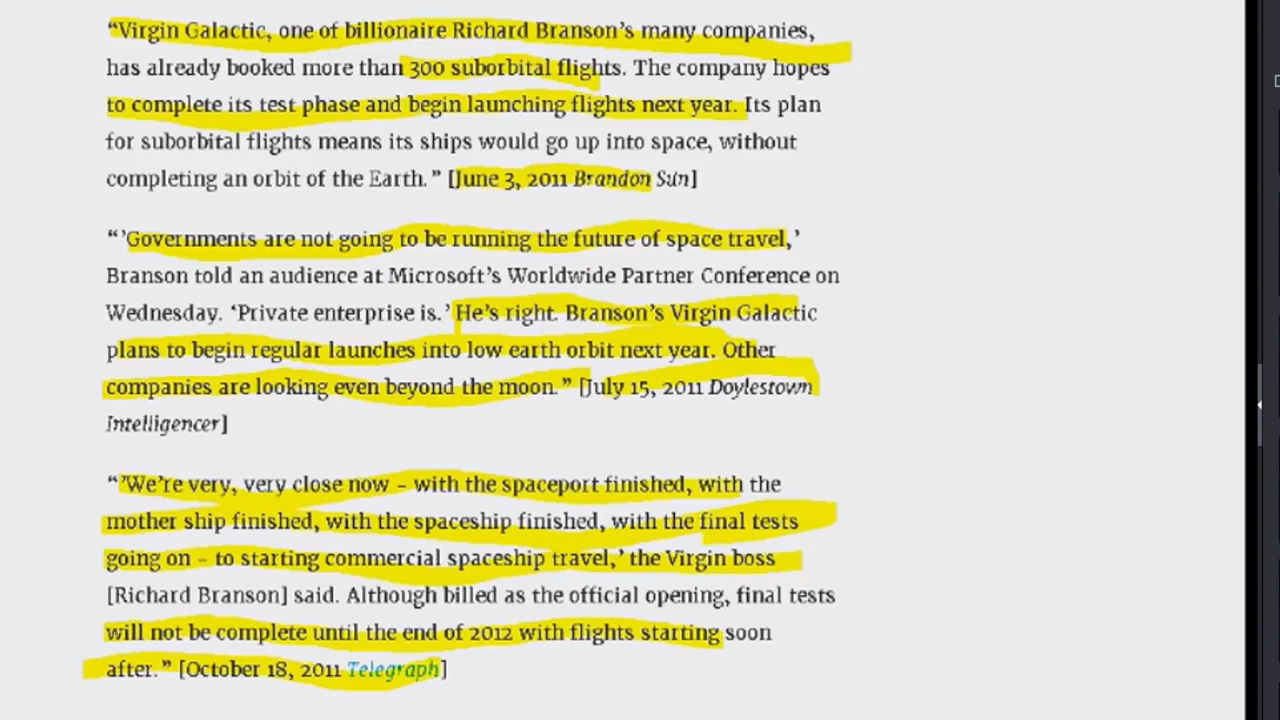 “Virgin Galactic, one of billionaire Richard Branson’s many companies,
has already booked more than 300 suborbital flights. The company hopes
to complete its test phase and begin launching flights next year. Its plan
for suborbital flights means its ships would go up into space, without
completing an orbit of the Earth.” [June 3, 2011 Brandon Sun]
“’Governments are not going to be running the future of space travel,’
Branson told an audience at Microsoft’s Worldwide Partner Conference on
Wednesday. ‘Private enterprise is.’ He’s right. Branson’s Virgin Galactic
plans to begin regular launches into low earth orbit next year. Other
companies are looking even beyond the moon.” [July 15, 2011 Doylestown
Intelligencer]
“’We’re very, very close now – with the spaceport finished, with the
mother ship finished, with the spaceship finished, with the final tests
going on – to starting commercial spaceship travel,’ the Virgin boss
[Richard Branson] said. Although billed as the official opening, final tests
will not be complete until the end of 2012 with flights starting soon
after.” [October 18, 2011 Telegraph]